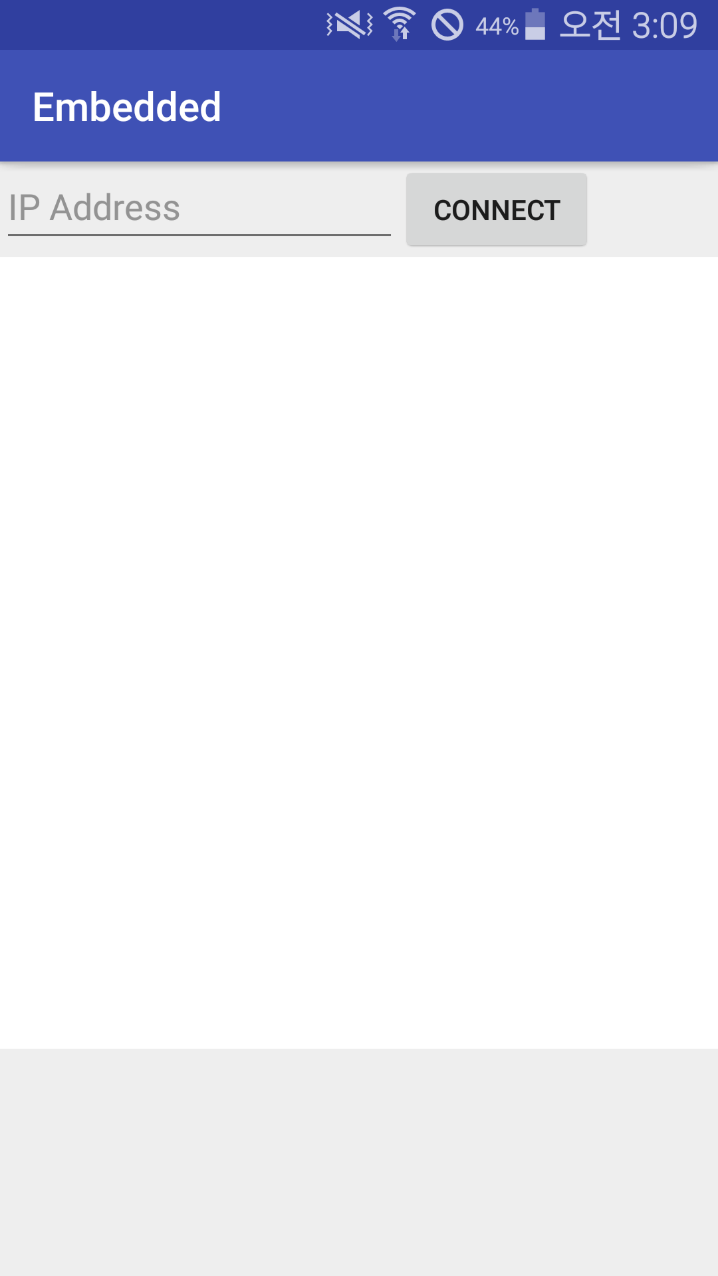 44% 오전 3:09
Embedded
IP Address CONNECT